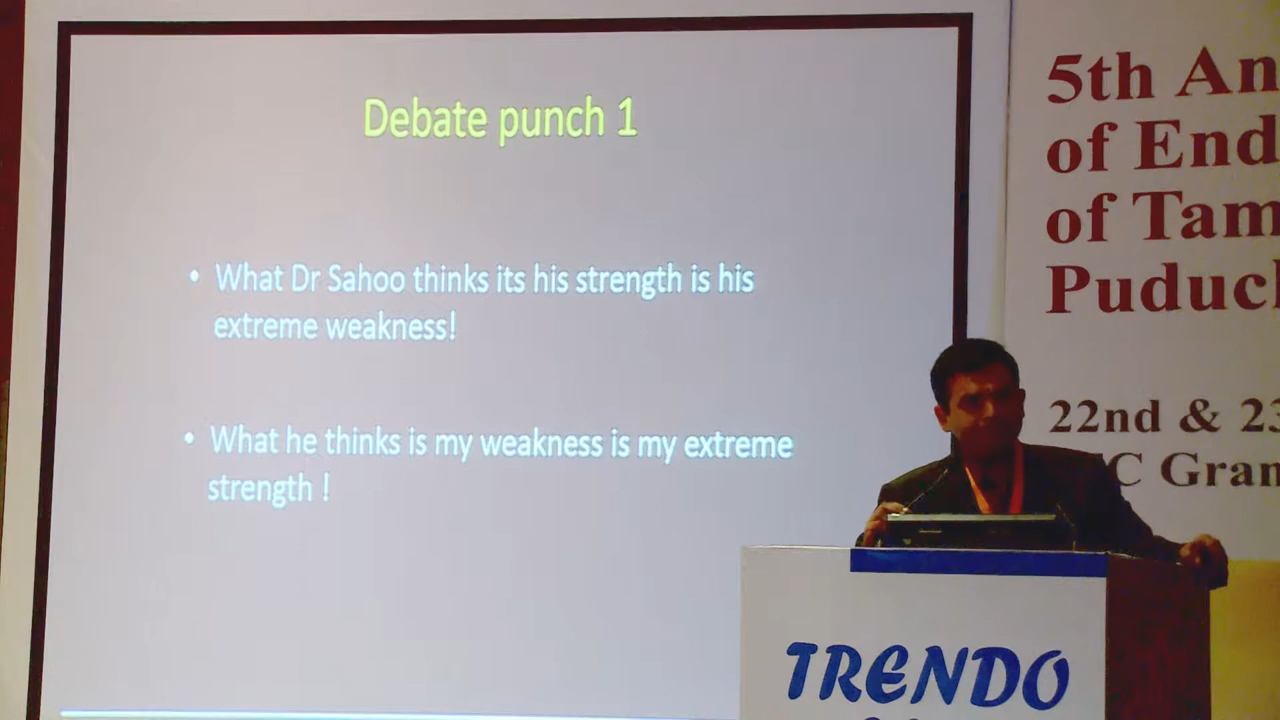 Debate punch 1
• What Dr Sahoo thinks its his strength is his
extreme weakness!
• What he thinks is my weakness is my extreme
strength !
5th An
of End
of Tam
Puduch
22nd & 23
C Gran
TRENDO